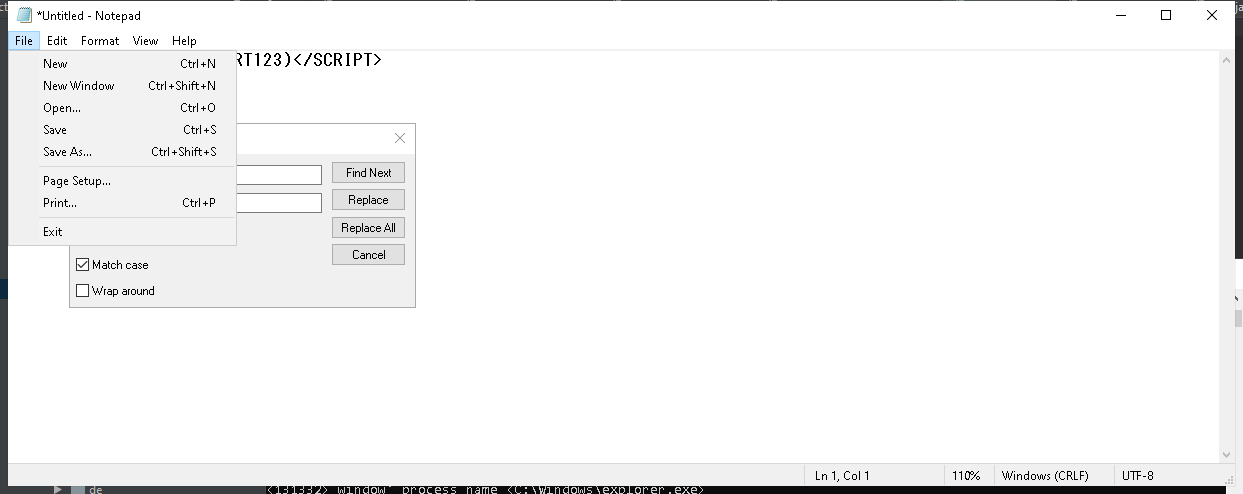 *Untitled - Notepad
File Edit Format View Help
RT123)</SCRIPT>
New Ctrl+N
New Window Ctrl+Shift+N
Open... Ctrl+O
Save Ctrl+S
Save As... Ctrl+Shift+S
Page Setup...
Print... Ctrl+P
Exit
Find Next
Replace
Replace All
Cancel
Match case
Wrap around
Ln 1, Col 1 110% Windows (CRLF) UTF-8
de <131332> window' process name <C:\Windows\explorer.exe>